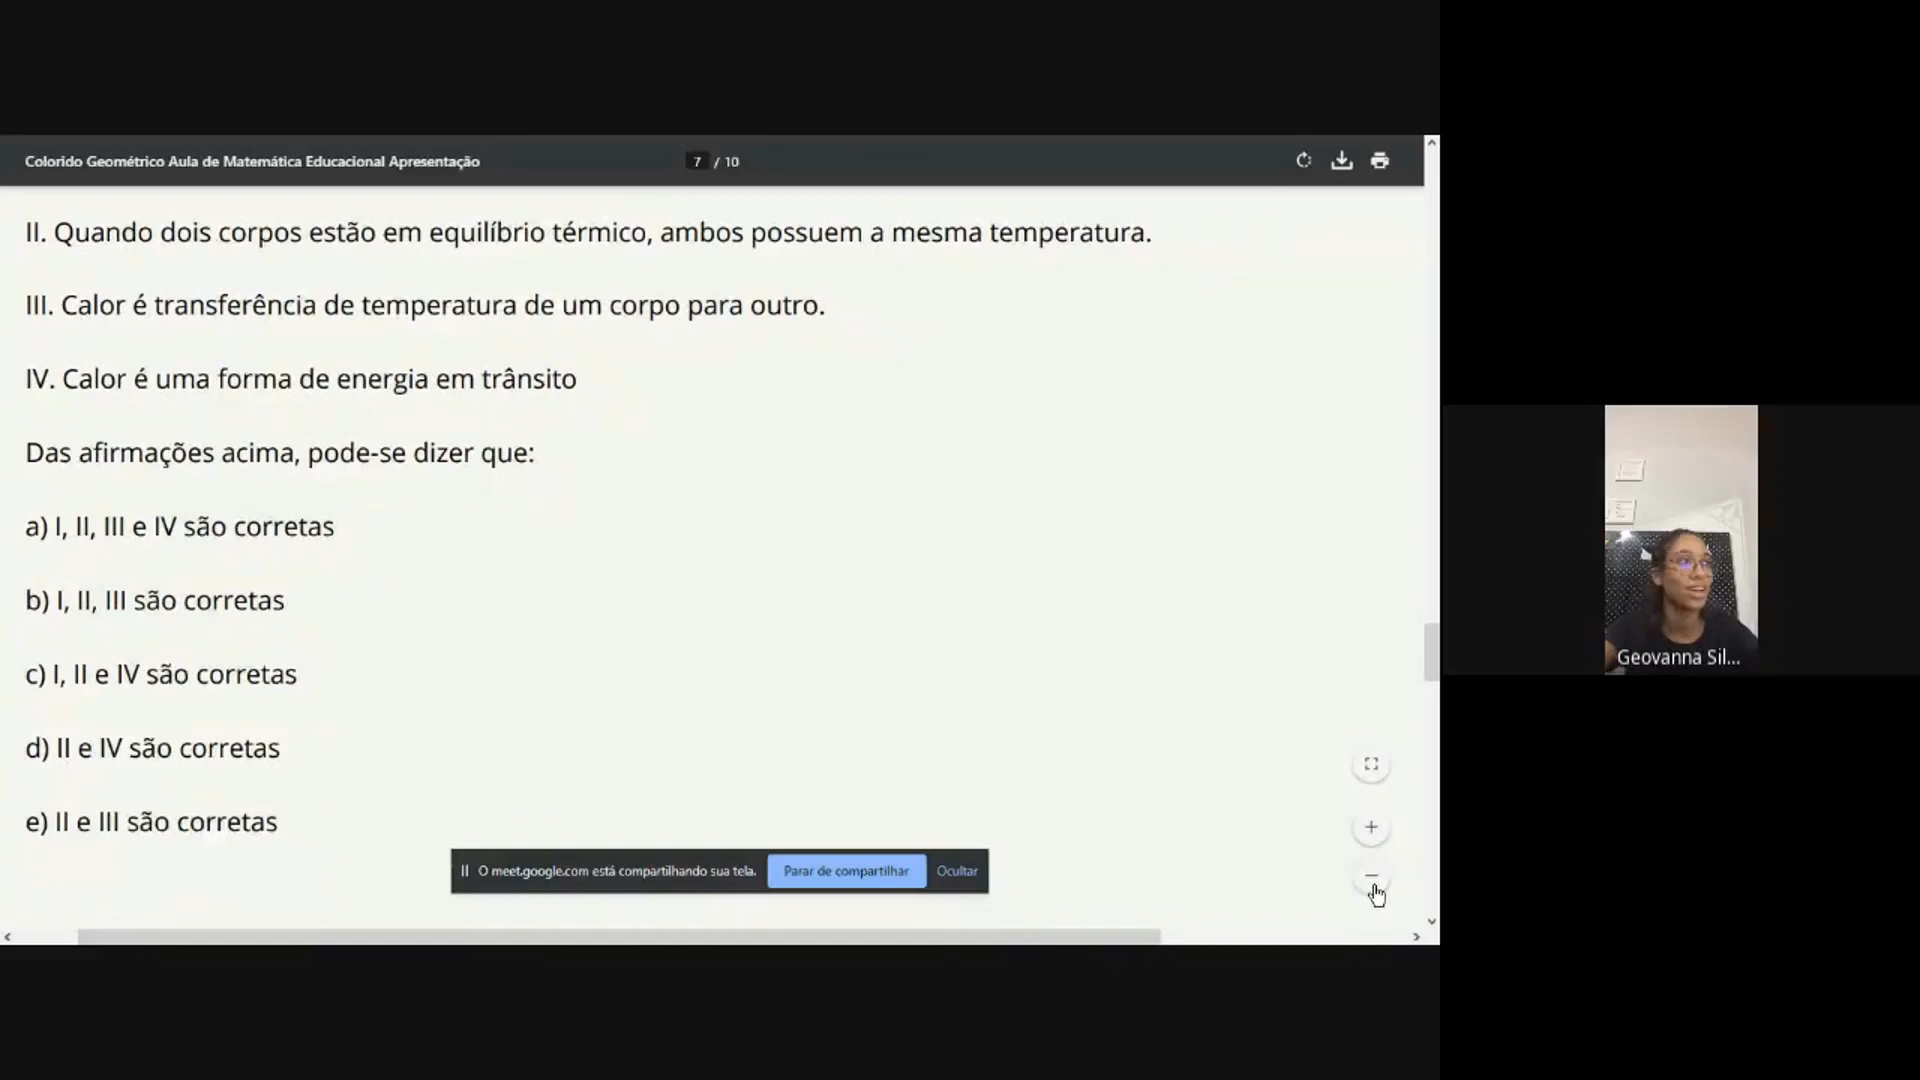 Colorido Geométrico Aula de Matemática Educacional Apresentação
7 / 10
II. Quando dois corpos estão em equilíbrio térmico, ambos possuem a mesma temperatura.
III. Calor é transferência de temperatura de um corpo para outro.
IV. Calor é uma forma de energia em trânsito
Das afirmações acima, pode-se dizer que:
a) I, II, III e IV são corretas
b) I, II, III são corretas
c) I, II e IV são corretas
d) II e IV são corretas
e) II e III são corretas
O meet.google.com está compartilhando sua tela.
Parar de compartilhar
Ocultar
Geovanna Sil...